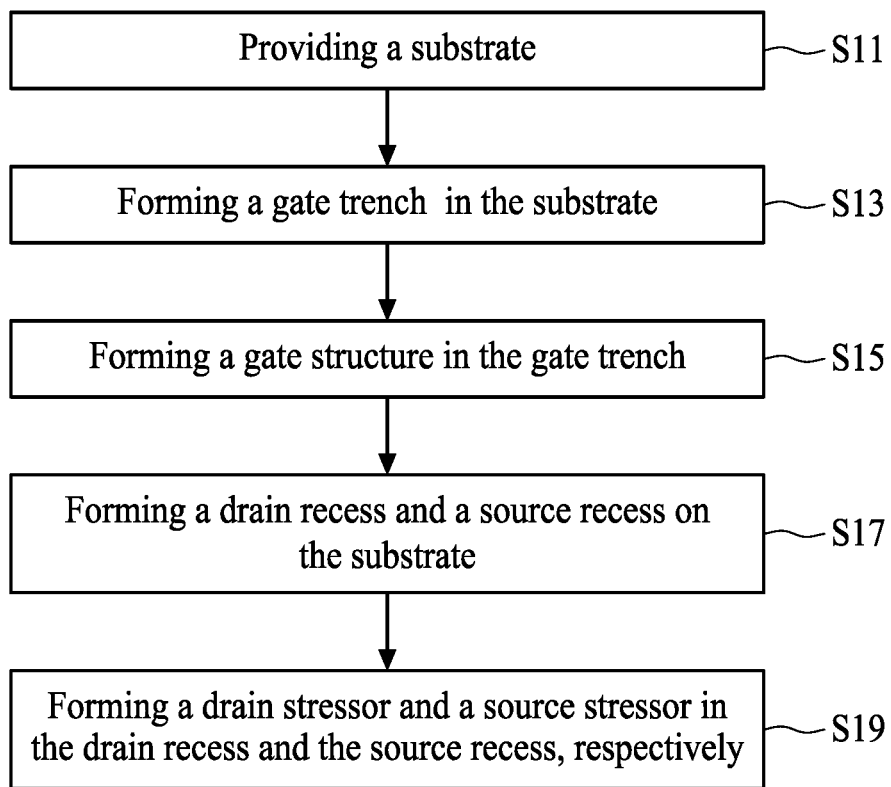 Providing a substrate
S11
Forming a gate trench in the substrate
S13
Forming a gate structure in the gate trench
S15
Forming a drain recess and a source recess on
the substrate
S17
Forming a drain stressor and a source stressor in
the drain recess and the source recess, respectively
S19